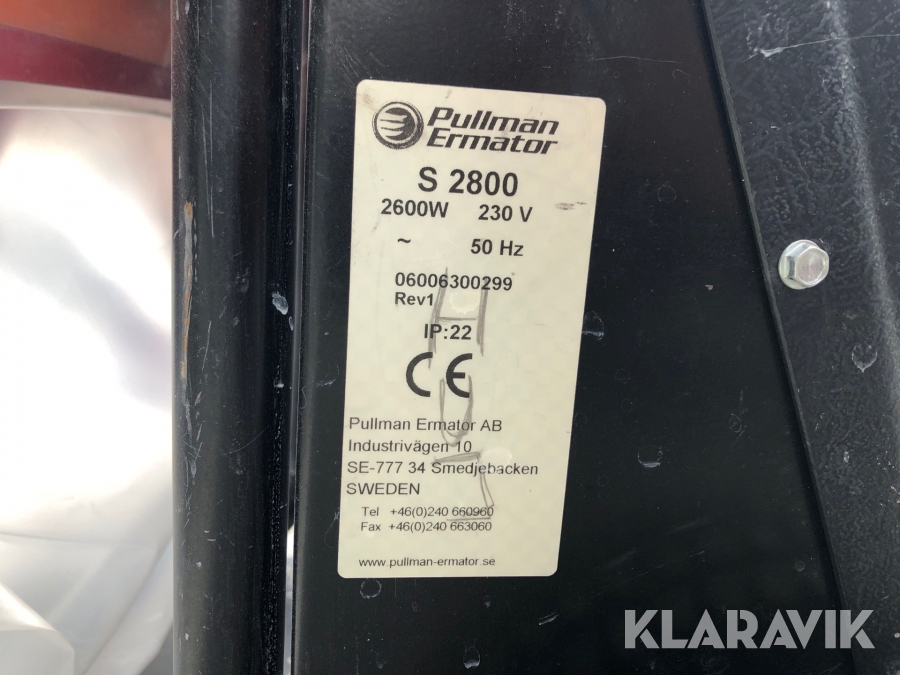 Pullman
Ermator
S 2800
2600W 230 V
~ 50 Hz
06006300299
Rev1
IP:22
CE
Pullman Ermator AB
Industrivägen 10
SE-777 34 Smedjebacken
SWEDEN
Tel +46(0)240 660960
Fax +46(0)240 663060
www.pullman-ermator.se
KLARAVIK